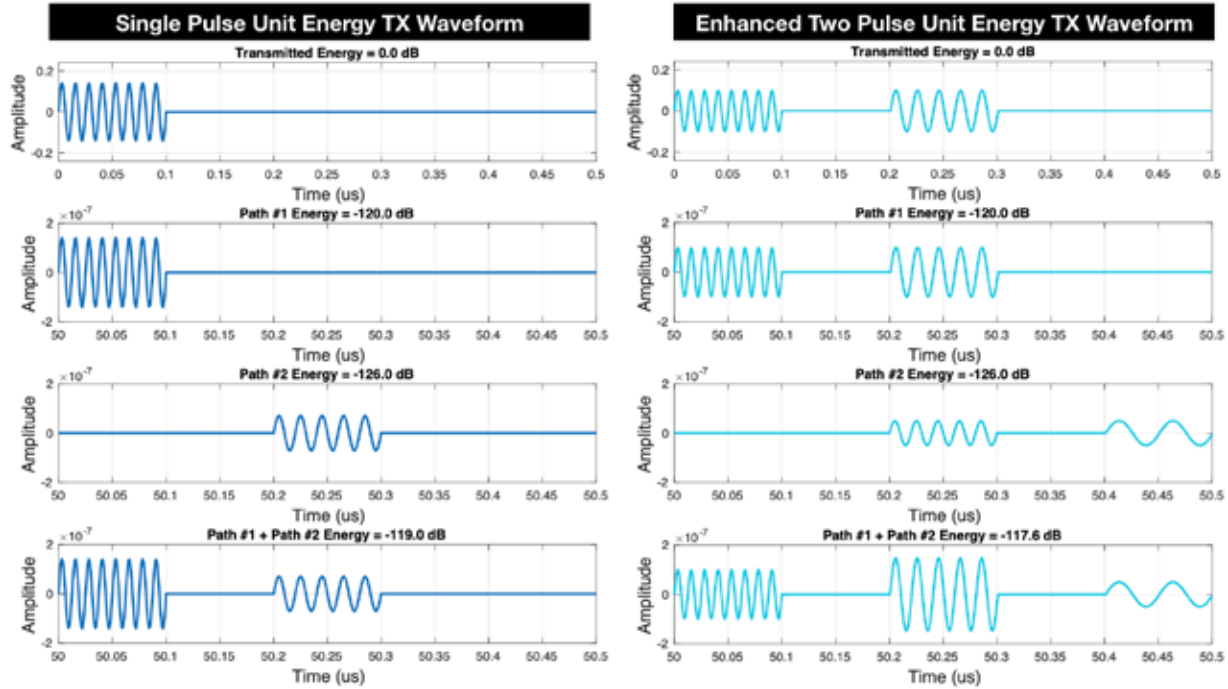 Single Pulse Unit Energy TX Waveform
Transmitted Energy = 0.0 dB
Amplitude
0.2
0
-0.2
0 0.05 0.1 0.15 0.2 0.25 0.3 0.35 0.4 0.45 0.5
Time (us)
×10⁻⁷
Path #1 Energy = -120.0 dB
Amplitude
2
0
-2
50 50.05 50.1 50.15 50.2 50.25 50.3 50.35 50.4 50.45 50.5
Time (us)
×10⁻⁷
Path #2 Energy = -126.0 dB
Amplitude
2
0
-2
50 50.05 50.1 50.15 50.2 50.25 50.3 50.35 50.4 50.45 50.5
Time (us)
×10⁻⁷
Path #1 + Path #2 Energy = -119.0 dB
Amplitude
2
0
-2
50 50.05 50.1 50.15 50.2 50.25 50.3 50.35 50.4 50.45 50.5
Time (us)
Enhanced Two Pulse Unit Energy TX Waveform
Transmitted Energy = 0.0 dB
Amplitude
0.2
0
-0.2
0 0.05 0.1 0.15 0.2 0.25 0.3 0.35 0.4 0.45 0.5
Time (us)
×10⁻⁷
Path #1 Energy = -120.0 dB
Amplitude
2
0
-2
50 50.05 50.1 50.15 50.2 50.25 50.3 50.35 50.4 50.45 50.5
Time (us)
×10⁻⁷
Path #2 Energy = -126.0 dB
Amplitude
2
0
-2
50 50.05 50.1 50.15 50.2 50.25 50.3 50.35 50.4 50.45 50.5
Time (us)
×10⁻⁷
Path #1 + Path #2 Energy = -117.6 dB
Amplitude
2
0
-2
50 50.05 50.1 50.15 50.2 50.25 50.3 50.35 50.4 50.45 50.5
Time (us)